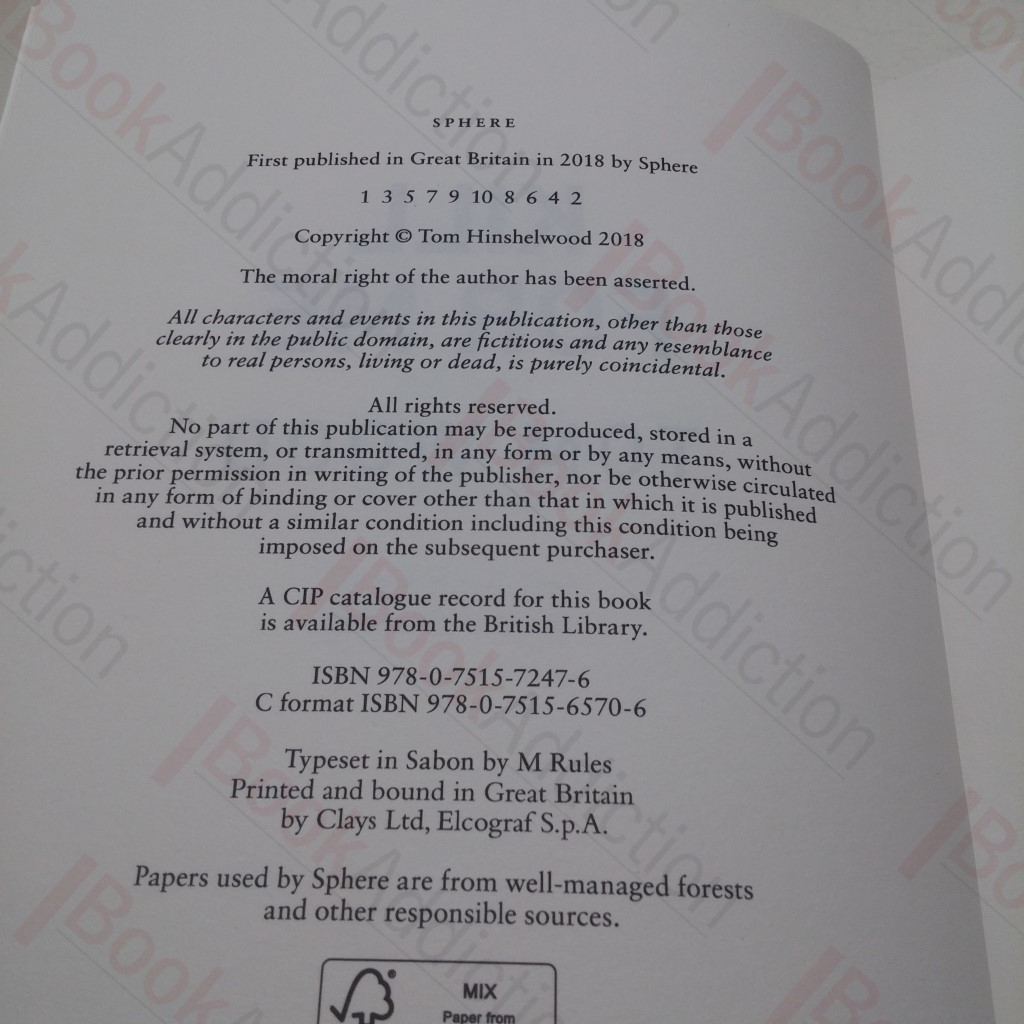 SPHERE
First published in Great Britain in 2018 by Sphere
1 3 5 7 9 10 8 6 4 2
Copyright © Tom Hinshelwood 2018
The moral right of the author has been asserted.
All characters and events in this publication, other than those
clearly in the public domain, are fictitious and any resemblance
to real persons, living or dead, is purely coincidental.
All rights reserved.
No part of this publication may be reproduced, stored in a
retrieval system, or transmitted, in any form or by any means, without
the prior permission in writing of the publisher, nor be otherwise circulated
in any form of binding or cover other than that in which it is published
and without a similar condition including this condition being
imposed on the subsequent purchaser.
A CIP catalogue record for this book
is available from the British Library.
ISBN 978-0-7515-7247-6
C format ISBN 978-0-7515-6570-6
Typeset in Sabon by M Rules
Printed and bound in Great Britain
by Clays Ltd, Elcograf S.p.A.
Papers used by Sphere are from well-managed forests
and other responsible sources.
MIX
Paper from
BookAddiction